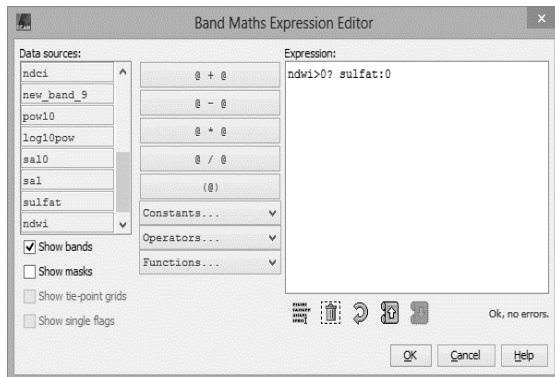 Band Maths Expression Editor
x
Data sources:
ndci
new_band_9
pow10
log10pow
sal0
sal
sulfat
ndwi
Show bands
Show masks
Show tie-point grids
Show single flags
@ + @
@ - @
@ * @
@ / @
(@)
Constants...
Operators...
Functions...
Expression:
ndwi>0? sulfat:0
Ok, no errors.
OK
Cancel
Help